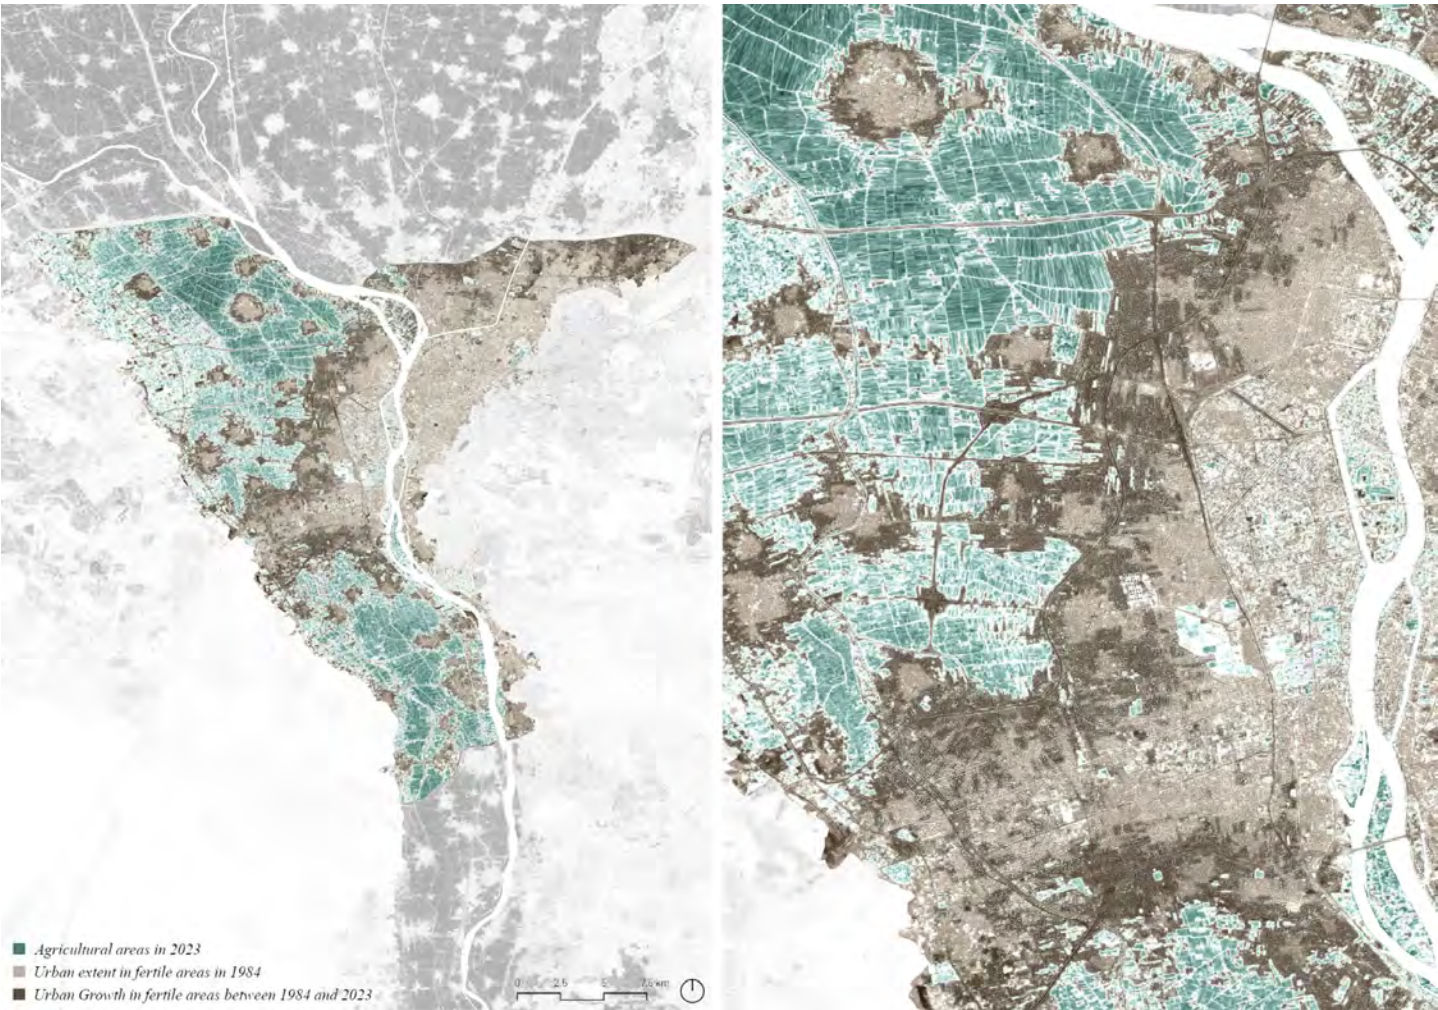 Agricultural areas in 2023
Urban extent in fertile areas in 1984
Urban Growth in fertile areas between 1984 and 2023
0 2.5 5 7.5 km